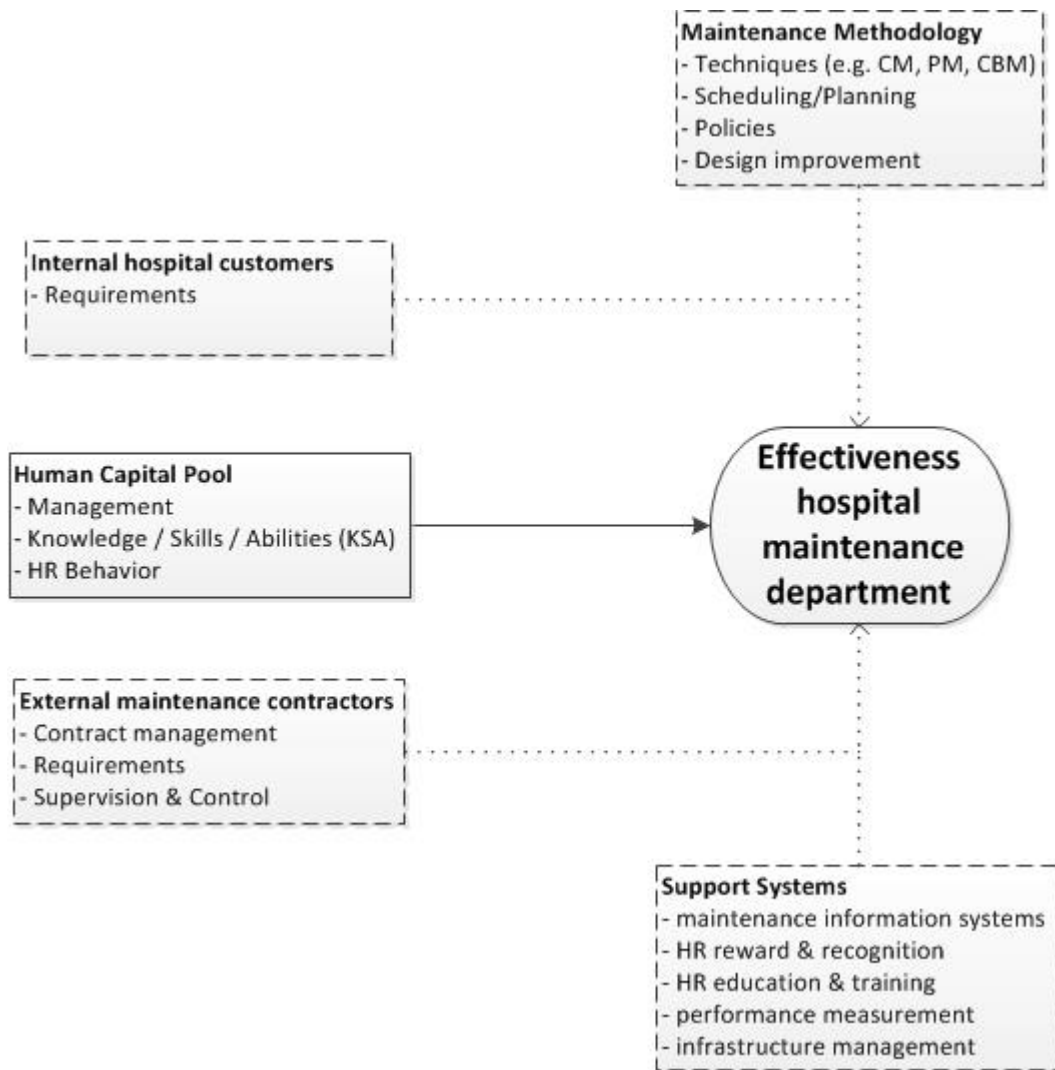 Maintenance Methodology
- Techniques (e.g. CM, PM, CBM)
- Scheduling/Planning
- Policies
- Design improvement
Internal hospital customers
- Requirements
Human Capital Pool
- Management
- Knowledge / Skills / Abilities (KSA)
- HR Behavior
Effectiveness
hospital
maintenance
department
External maintenance contractors
- Contract management
- Requirements
- Supervision & Control
Support Systems
- maintenance information systems
- HR reward & recognition
- HR education & training
- performance measurement
- infrastructure management